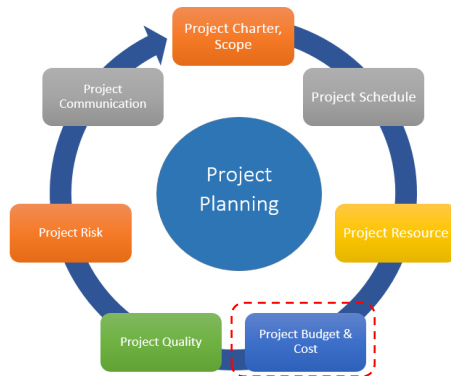 Project Charter,
Scope
Project Schedule
Project Resource
Project Budget &
Cost
Project Quality
Project Risk
Project
Communication
Project
Planning